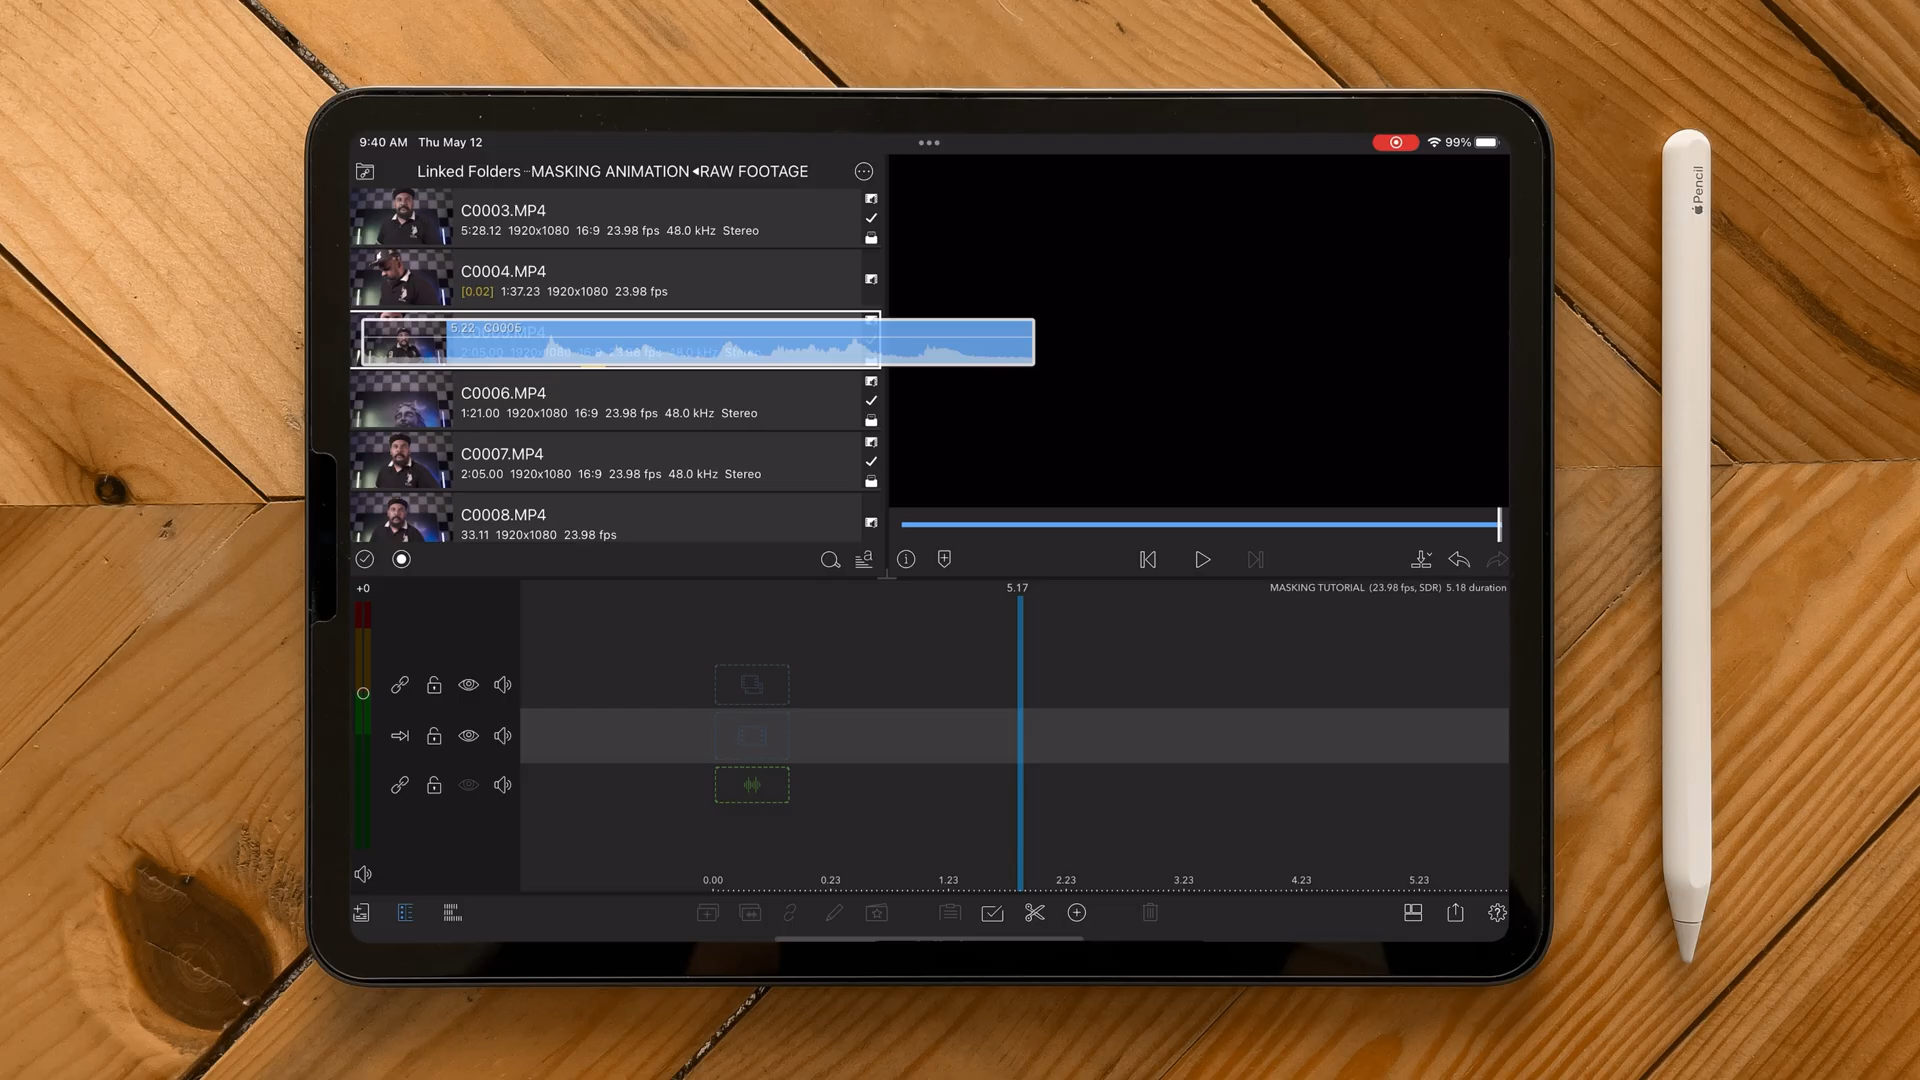 9:40 AM Thu May 12
99%
Linked Folders ··MASKING ANIMATION◂RAW FOOTAGE
C0003.MP4
5:28.12 1920x1080 16:9 23.98 fps 48.0 kHz Stereo
C0004.MP4
[0.02] 1:37.23 1920x1080 23.98 fps
5.22 C0005
2:05.00 1920x1080 16:9 23.98 fps 48.0 kHz Stereo
C0006.MP4
1:21.00 1920x1080 16:9 23.98 fps 48.0 kHz Stereo
C0007.MP4
2:05.00 1920x1080 16:9 23.98 fps 48.0 kHz Stereo
C0008.MP4
33.11 1920x1080 23.98 fps
+0
5.17
MASKING TUTORIAL (23.98 fps, SDR) 5.18 duration
0.00 0.23 1.23 2.23 3.23 4.23 5.23
Pencil